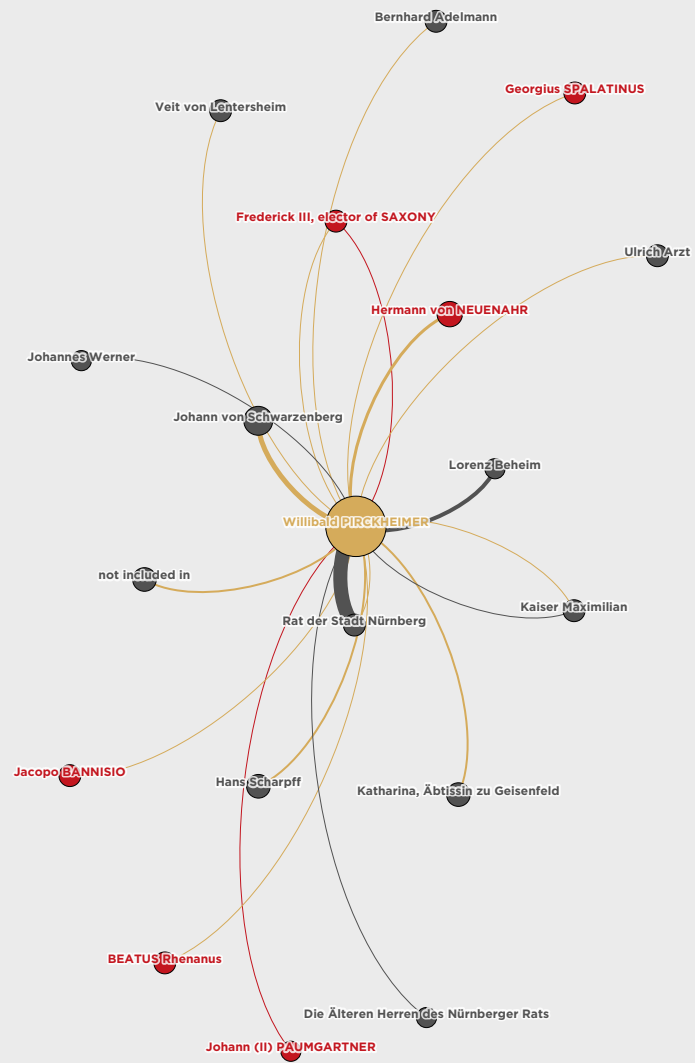 Bernhard Adelmann
Georgius SPALATINUS
Veit von Lentersheim
Frederick III, elector of SAXONY
Ulrich Arzt
Hermann von NEUENAHR
Johannes Werner
Johann von Schwarzenberg
Lorenz Beheim
Willibald PIRCKHEIMER
not included in
Kaiser Maximilian
Rat der Stadt Nürnberg
Jacopo BANNISIO
Hans Scharpff
Katharina, Äbtissin zu Geisenfeld
BEATUS Rhenanus
Die Älteren Herren des Nürnberger Rats
Johann (II) PAUMGARTNER